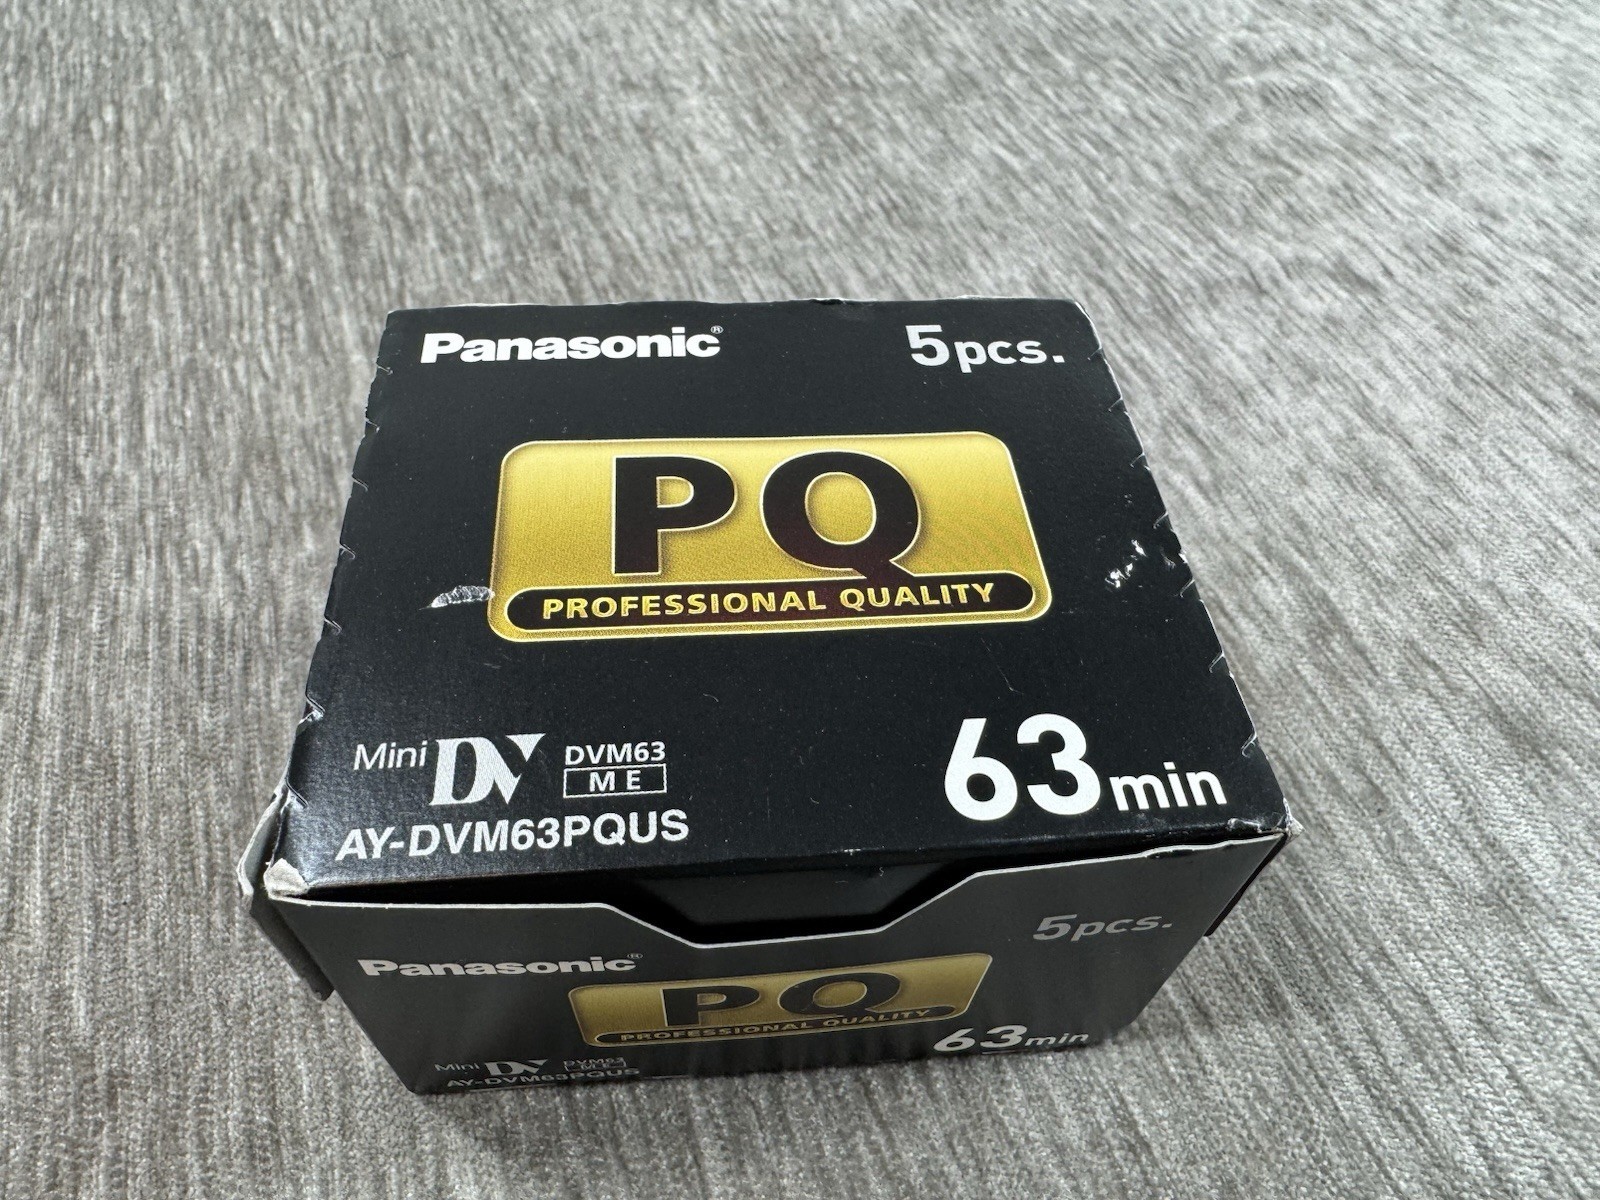 Panasonic®
5pcs.
PQ
PROFESSIONAL QUALITY
Mini DV
DVM63
ME
AY-DVM63PQUS
63min
Panasonic®
5pcs.
PQ
PROFESSIONAL QUALITY
63min
Mini DV
DVM63
ME
AY-DVM63PQUS